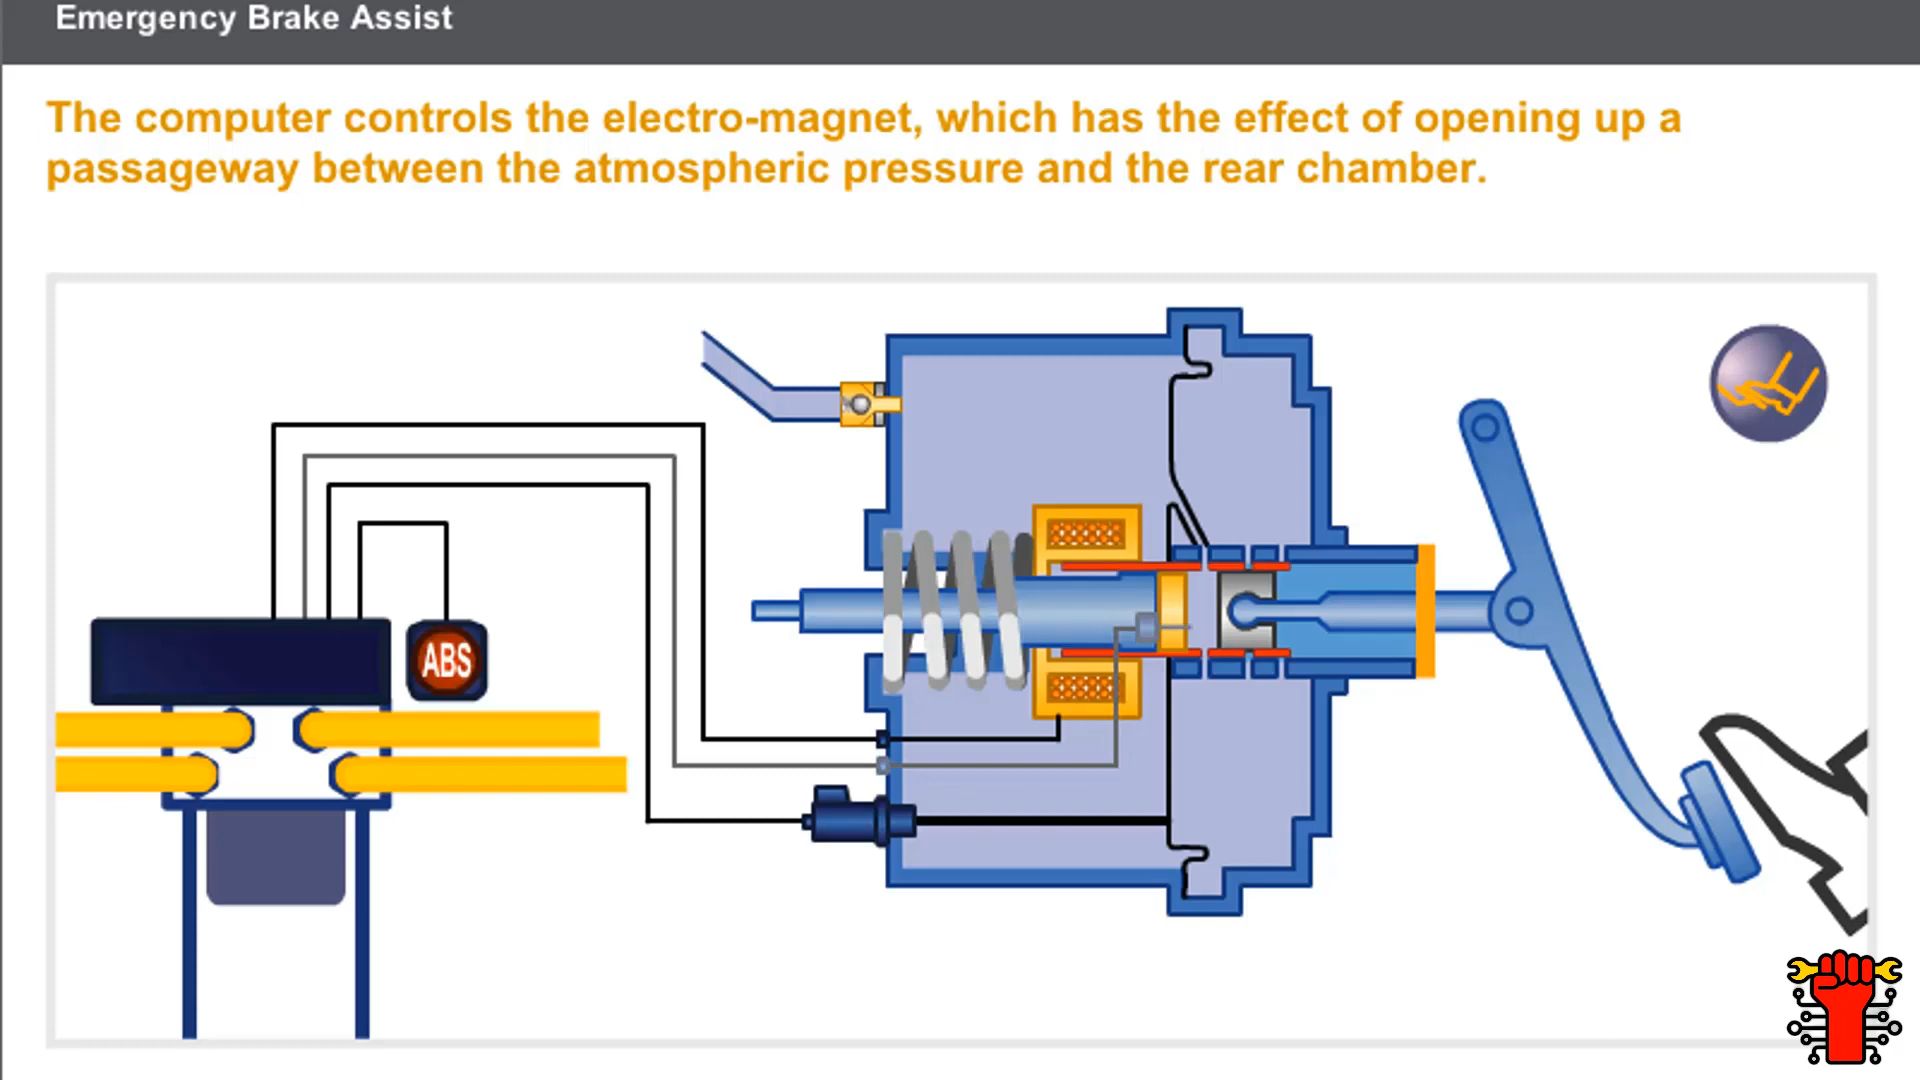 Emergency Brake Assist
The computer controls the electro-magnet, which has the effect of opening up a
passageway between the atmospheric pressure and the rear chamber.
ABS